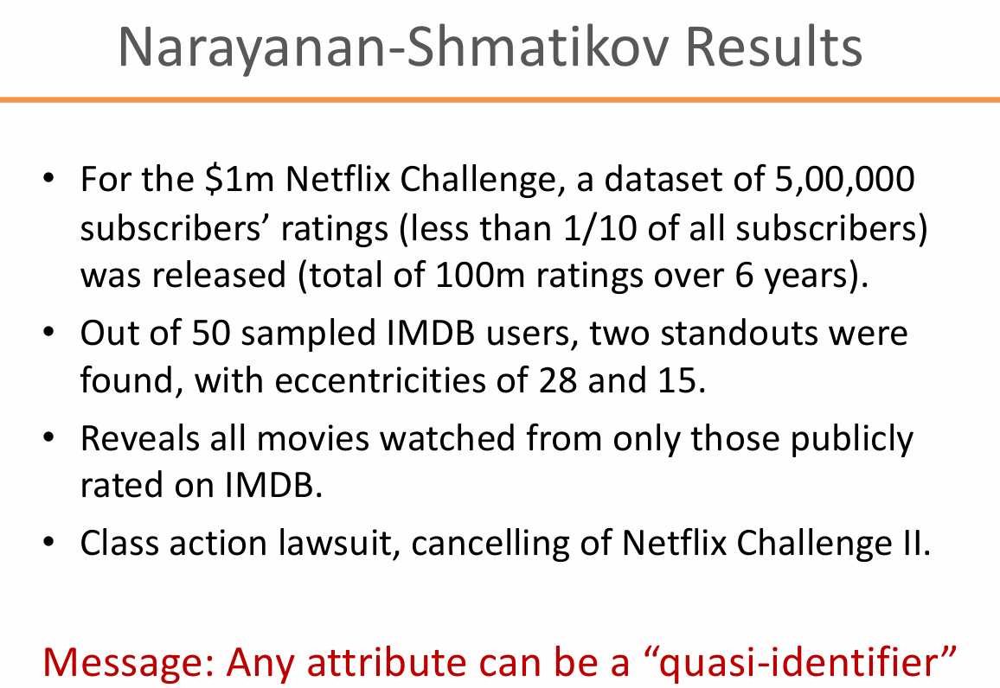 Narayanan-Shmatikov Results
• For the $1m Netflix Challenge, a dataset of 5,00,000
subscribers’ ratings (less than 1/10 of all subscribers)
was released (total of 100m ratings over 6 years).
• Out of 50 sampled IMDB users, two standouts were
found, with eccentricities of 28 and 15.
• Reveals all movies watched from only those publicly
rated on IMDB.
• Class action lawsuit, cancelling of Netflix Challenge II.
Message: Any attribute can be a “quasi-identifier”